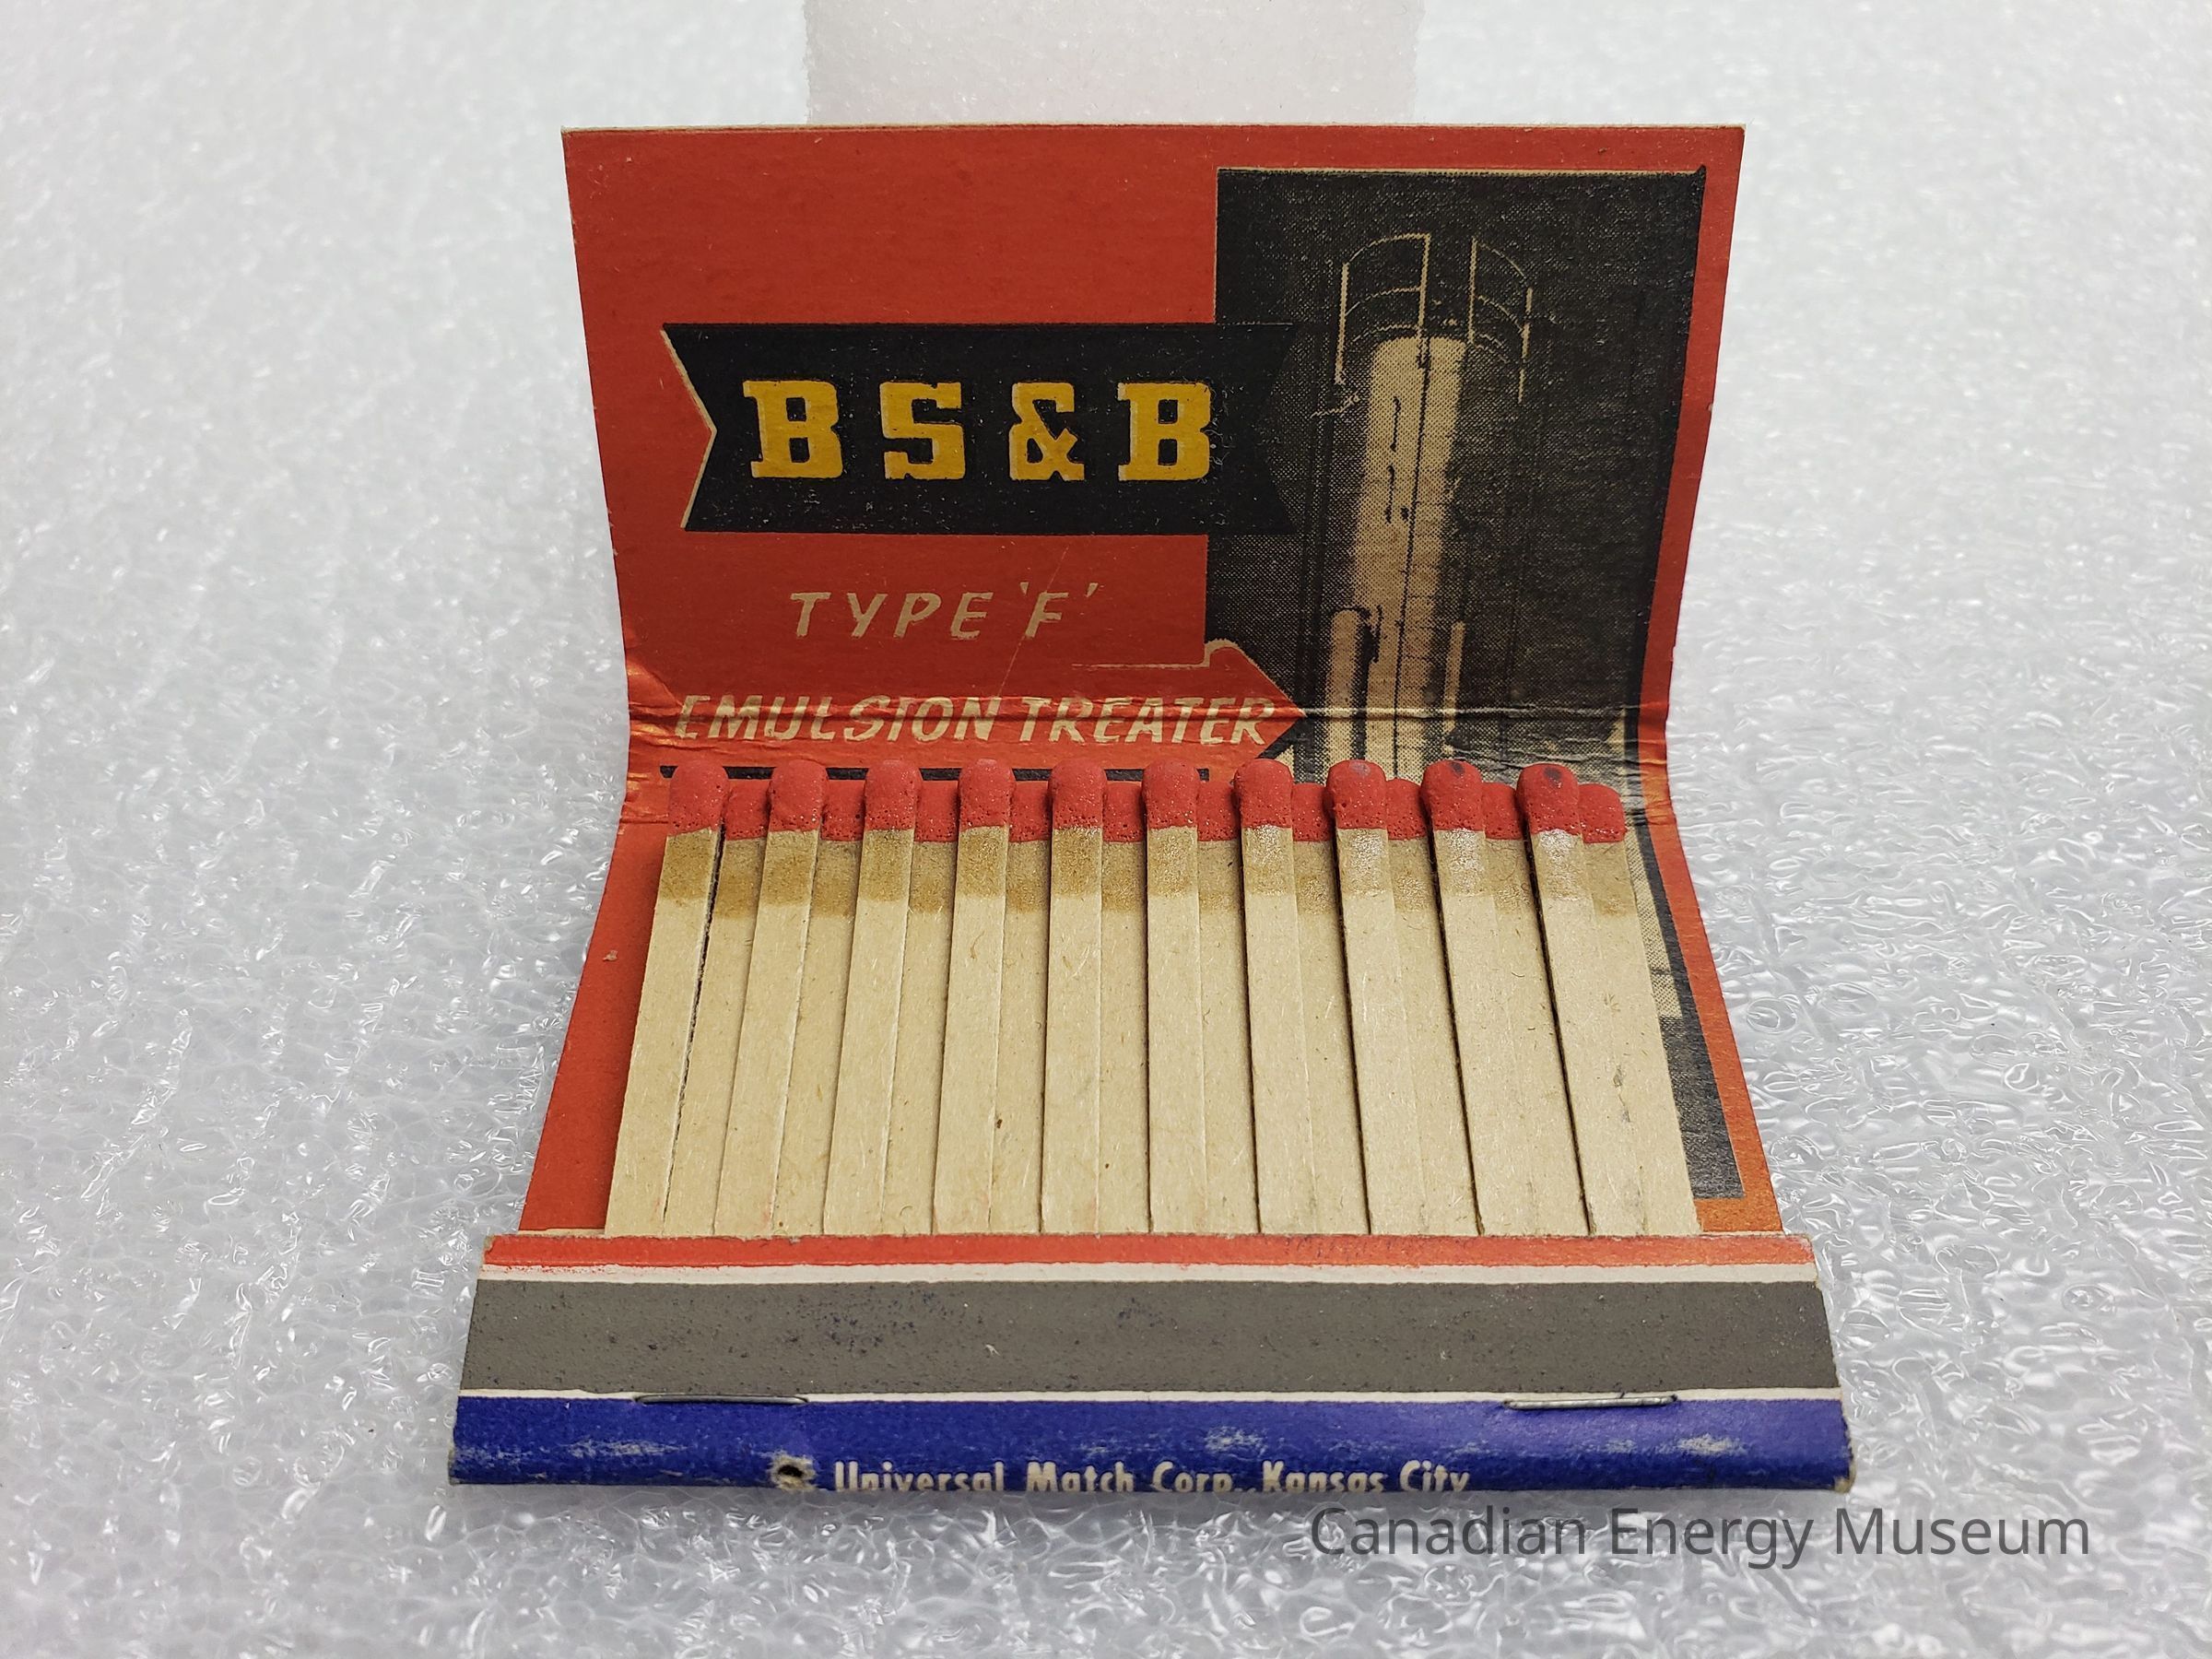 BS&B
TYPE 'F'
EMULSION TREATER
Universal Match Corp., Kansas City
Canadian Energy Museum